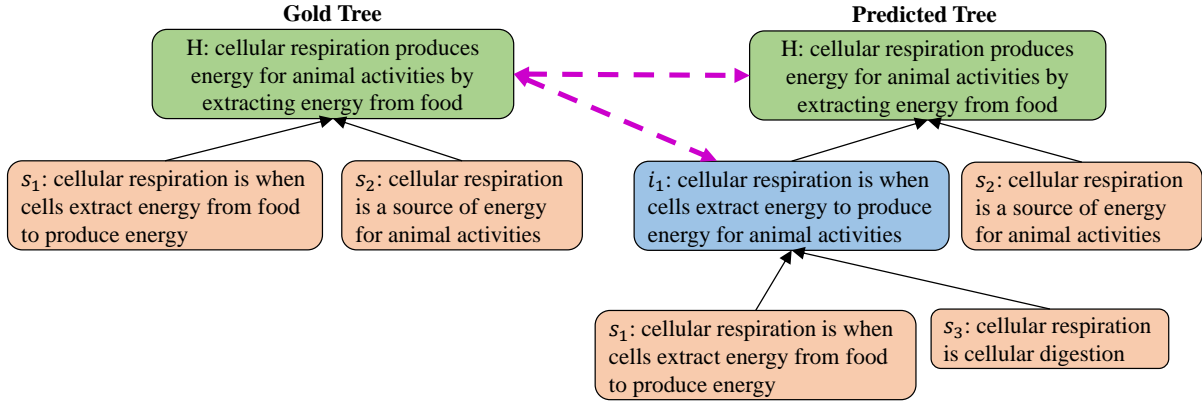 Gold Tree
H: cellular respiration produces
energy for animal activities by
extracting energy from food
s₁: cellular respiration is when
cells extract energy from food
to produce energy
s₂: cellular respiration
is a source of energy
for animal activities
Predicted Tree
H: cellular respiration produces
energy for animal activities by
extracting energy from food
i₁: cellular respiration is when
cells extract energy to produce
energy for animal activities
s₂: cellular respiration
is a source of energy
for animal activities
s₁: cellular respiration is when
cells extract energy from food
to produce energy
s₃: cellular respiration
is cellular digestion